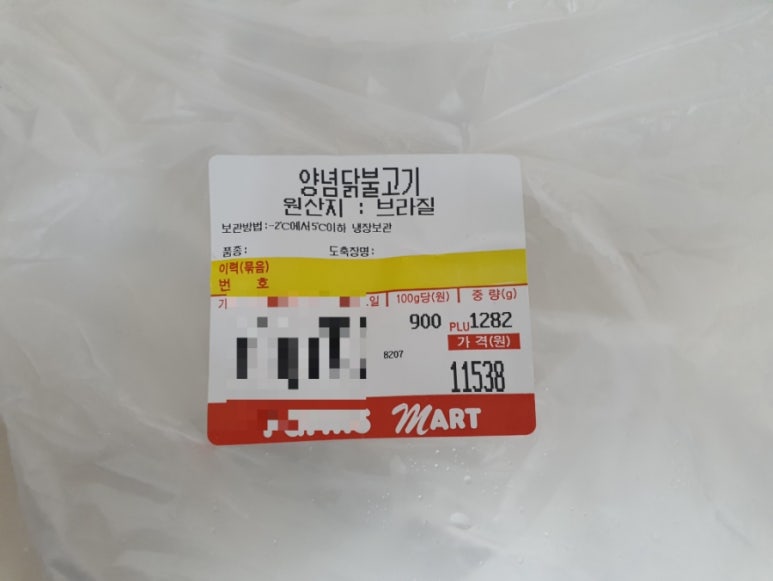 양념닭불고기
원산지 : 브라질
보관방법:-2℃에서5℃이하 냉장보관
품종: 도축장명:
이력(묶음)
번 호
기 .일 100g당(원) 중 량(g)
900 PLU 1282
8207 가 격(원)
11538
MART